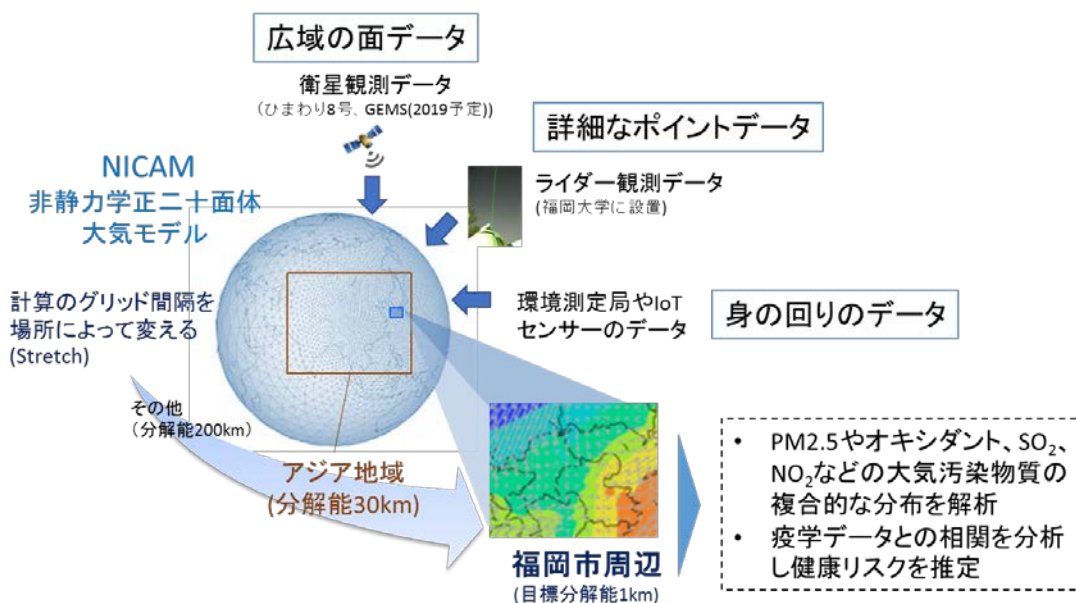 広域の面データ
衛星観測データ
(ひまわり8号、GEMS(2019予定))
詳細なポイントデータ
ライダー観測データ
(福岡大学に設置)
NICAM
非静力学正二十面体
大気モデル
計算のグリッド間隔を
場所によって変える
(Stretch)
環境測定局やIoT
センサーのデータ
身の回りのデータ
その他
(分解能200km)
アジア地域
(分解能30km)
福岡市周辺
(目標分解能1km)
• PM2.5やオキシダント、SO₂、
NO₂などの大気汚染物質の
複合的な分布を解析
• 疫学データとの相関を分析
し健康リスクを推定